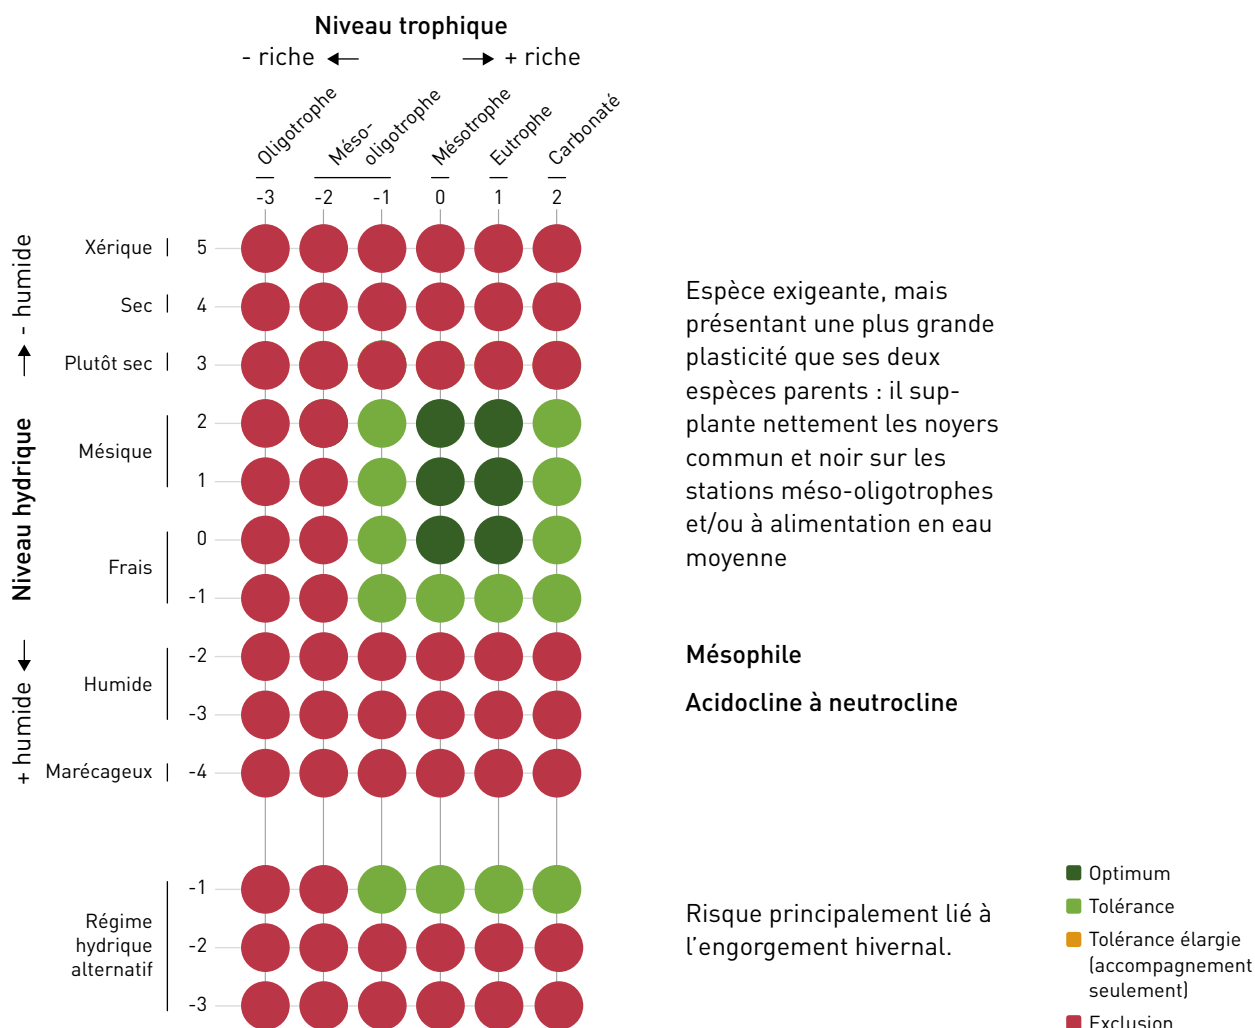 Niveau trophique
- riche ← → + riche
Oligotrophe
Méso-
oligotrophe
Mésotrophe
Eutrophe
Carbonaté
-3 -2 -1 0 1 2
Niveau hydrique
→ - humide
+ humide ←
Xérique 5
Sec 4
Plutôt sec 3
Mésique
2
1
Frais
0
-1
Humide
-2
-3
Marécageux -4
Régime
hydrique
alternatif
-1
-2
-3
Espèce exigeante, mais
présentant une plus grande
plasticité que ses deux
espèces parents : il sup-
plante nettement les noyers
commun et noir sur les
stations méso-oligotrophes
et/ou à alimentation en eau
moyenne
Mésophile
Acidocline à neutrocline
Risque principalement lié à
l'engorgement hivernal.
Optimum
Tolérance
Tolérance élargie
(accompagnement
seulement)
Exclusion